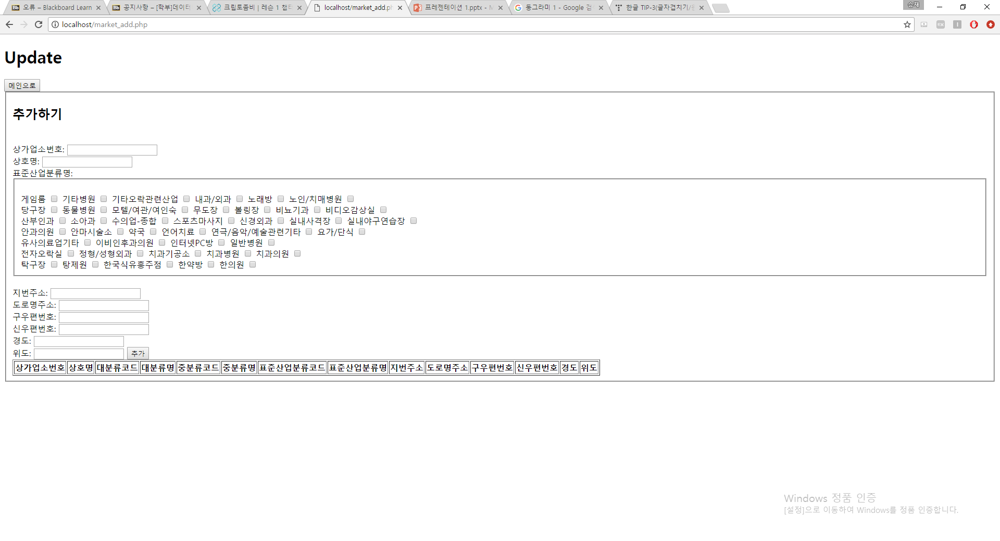 오류 – Blackboard Learn
공지사항 – [학부]데이터
크립토좀비 | 레슨 1 챕터
localhost/market_add.ph
프레젠테이션 1.pptx - M
동그라미 1 - Google 검색
한글 TIP-3(글자겹치기/원
승재
localhost/market_add.php
Update
메인으로
추가하기
상가업소번호:
상호명:
표준산업분류명:
게임룸 기타병원 기타오락관련산업 내과/외과 노래방 노인/치매병원
당구장 동물병원 모텔/여관/여인숙 무도장 볼링장 비뇨기과 비디오감상실
산부인과 소아과 수의업-종합 스포츠마사지 신경외과 실내사격장 실내야구연습장
안과의원 안마시술소 약국 언어치료 연극/음악/예술관련기타 요가/단식
유사의료업기타 이비인후과의원 인터넷PC방 일반병원
전자오락실 정형/성형외과 치과기공소 치과병원 치과의원
탁구장 탕제원 한국식유흥주점 한약방 한의원
지번주소:
도로명주소:
구우편번호:
신우편번호:
경도:
위도: 추가
상가업소번호 상호명 대분류코드 대분류명 중분류코드 중분류명 표준산업분류코드 표준산업분류명 지번주소 도로명주소 구우편번호 신우편번호 경도 위도
Windows 정품 인증
[설정]으로 이동하여 Windows를 정품 인증합니다.